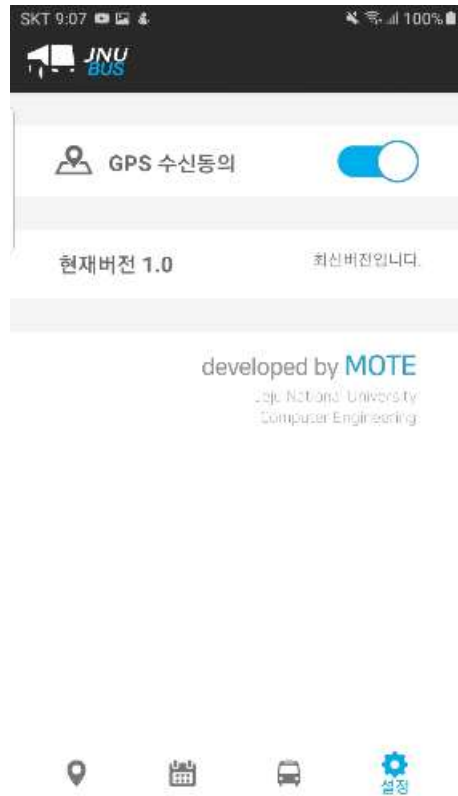 SKT 9:07
100%
JNU
BUS
GPS 수신동의
현재버전 1.0
최신버전입니다.
developed by MOTE
Jeju National University
Computer Engineering
설정